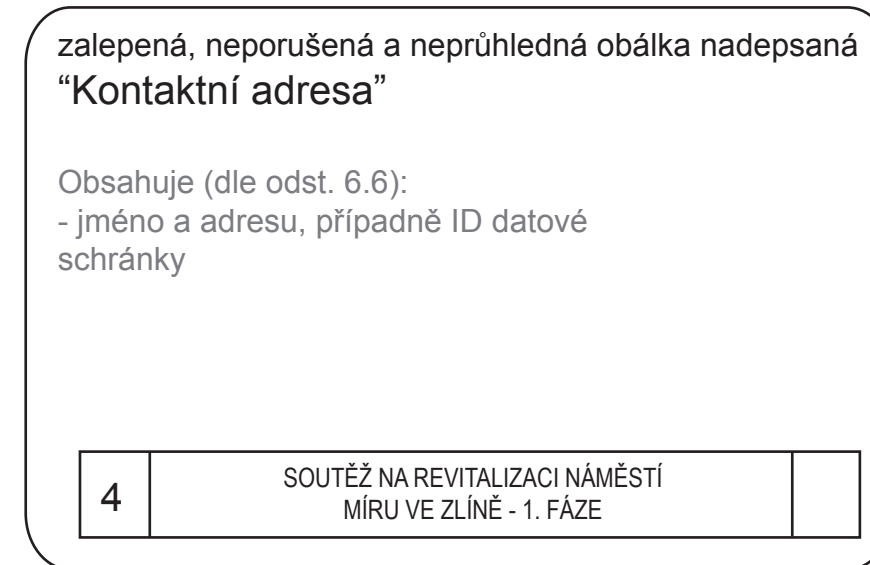 zalepená, neporušená a neprůhledná obálka nadepsaná
“Kontaktní adresa”
Obsahuje (dle odst. 6.6):
- jméno a adresu, případně ID datové
schránky
4
SOUTĚŽ NA REVITALIZACI NÁMĚSTÍ
MÍRU VE ZLÍNĚ - 1. FÁZE